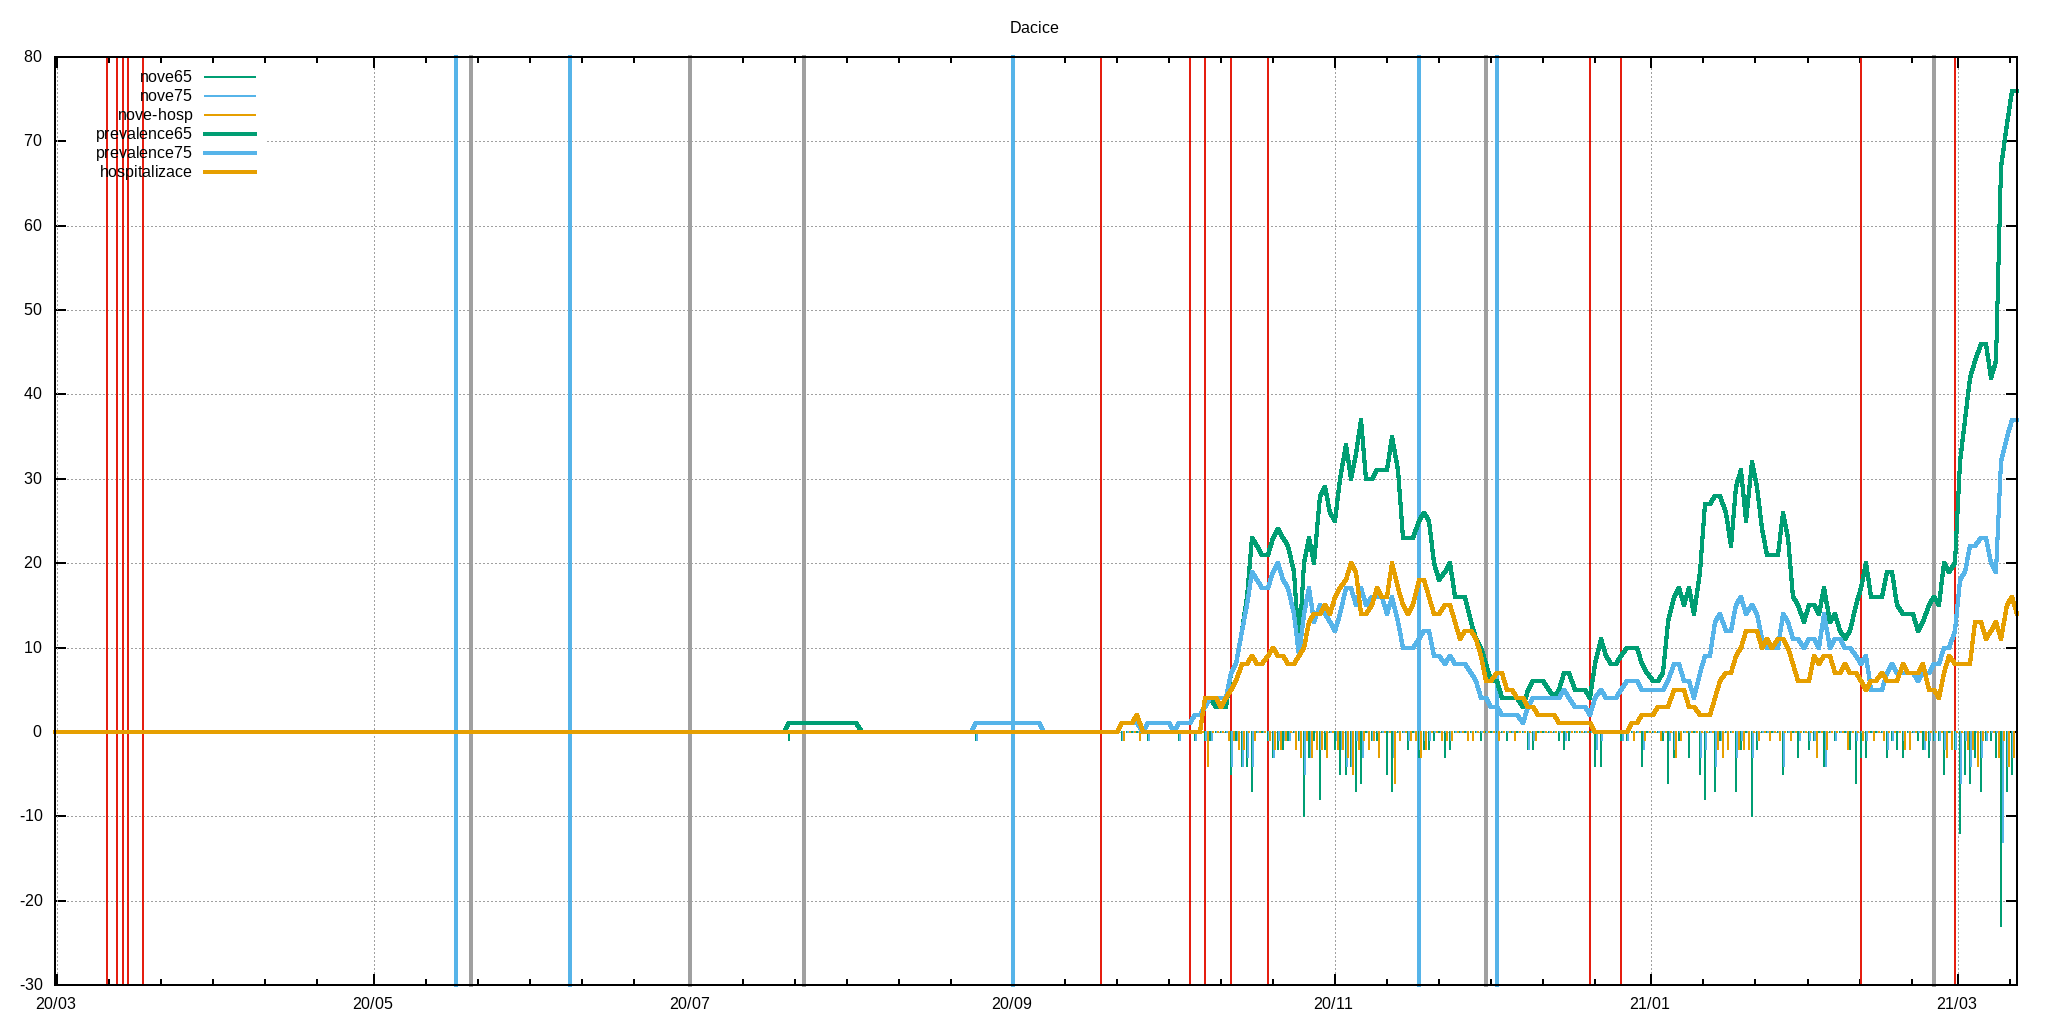 Dacice
80
nove65
nove75
nove-hosp
prevalence65
prevalence75
hospitalizace
70
60
50
40
30
20
10
0
-10
-20
-30
20/03 20/05 20/07 20/09 20/11 21/01 21/03